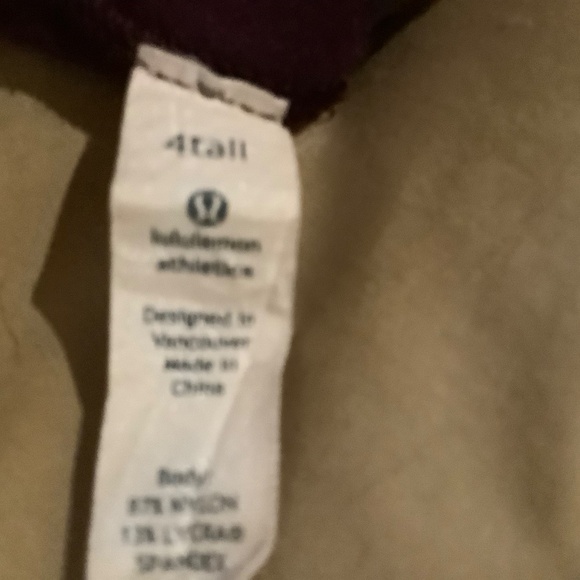 4tall
lululemon
athletica
Designed in
Vancouver
Made in
China
Body:
87% NYLON
13% LYCRA®
SPANDEX